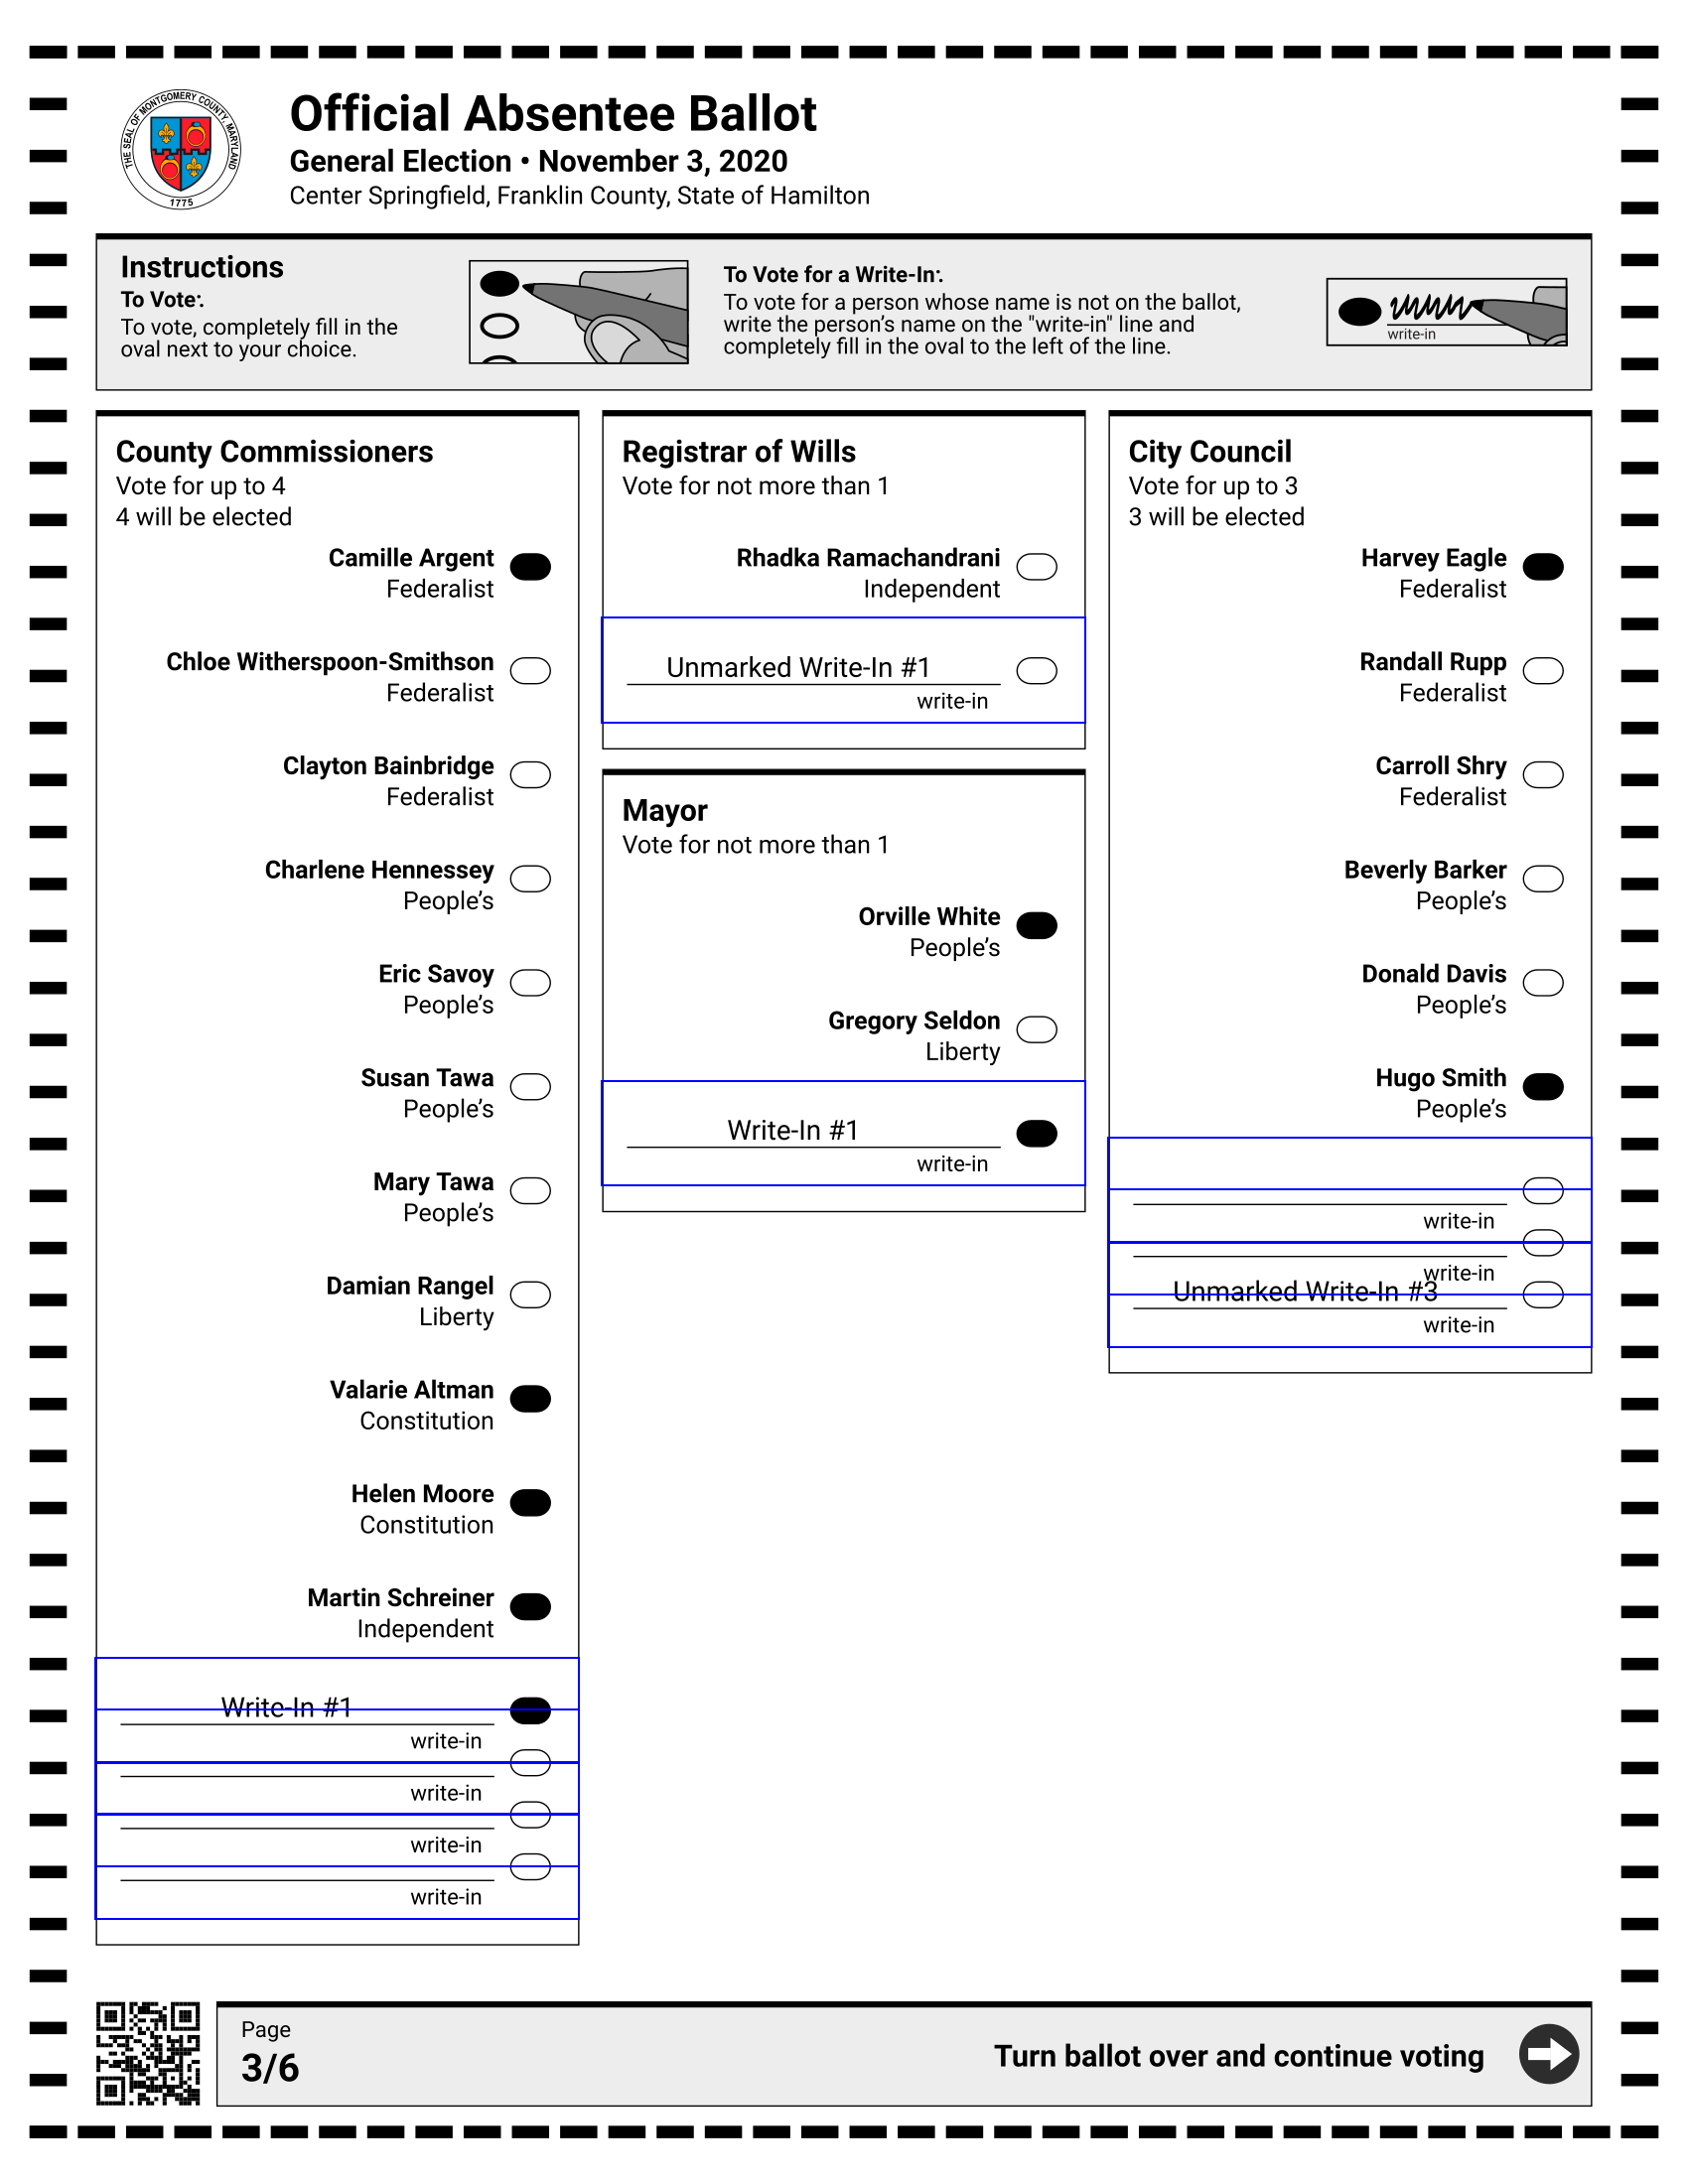 THE SEAL OF MONTGOMERY COUNTY, MARYLAND
1775
Official Absentee Ballot
General Election • November 3, 2020
Center Springfield, Franklin County, State of Hamilton
Instructions
To Vote:
To vote, completely fill in the
oval next to your choice.
To Vote for a Write-In:
To vote for a person whose name is not on the ballot,
write the person’s name on the "write-in" line and
completely fill in the oval to the left of the line.
write-in
County Commissioners
Vote for up to 4
4 will be elected
Camille Argent
Federalist
Chloe Witherspoon-Smithson
Federalist
Clayton Bainbridge
Federalist
Charlene Hennessey
People’s
Eric Savoy
People’s
Susan Tawa
People’s
Mary Tawa
People’s
Damian Rangel
Liberty
Valarie Altman
Constitution
Helen Moore
Constitution
Martin Schreiner
Independent
Write-In #1
write-in
write-in
write-in
write-in
Registrar of Wills
Vote for not more than 1
Rhadka Ramachandrani
Independent
Unmarked Write-In #1
write-in
Mayor
Vote for not more than 1
Orville White
People’s
Gregory Seldon
Liberty
Write-In #1
write-in
City Council
Vote for up to 3
3 will be elected
Harvey Eagle
Federalist
Randall Rupp
Federalist
Carroll Shry
Federalist
Beverly Barker
People’s
Donald Davis
People’s
Hugo Smith
People’s
write-in
write-in
Unmarked Write-In #3
write-in
Page
3/6
Turn ballot over and continue voting